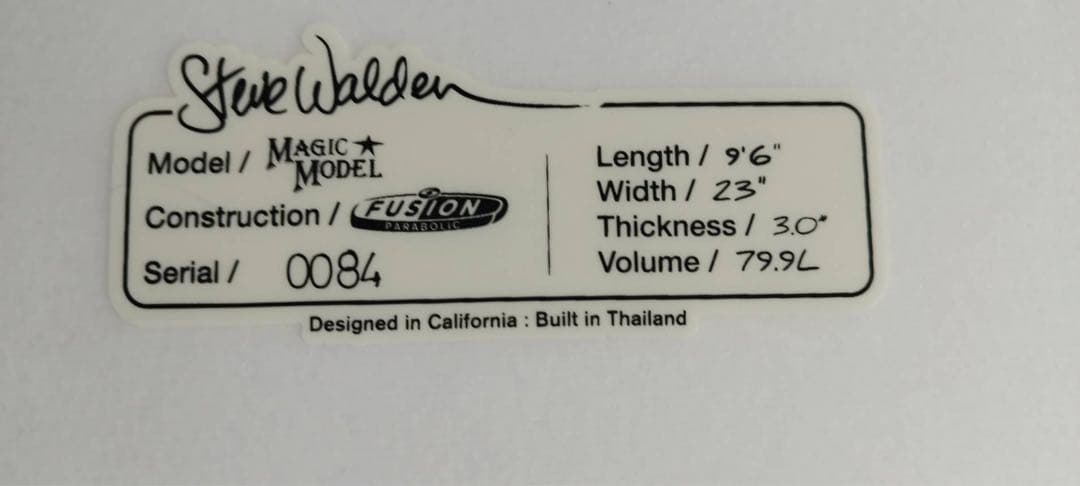 Steve Walden
Model / MAGIC ★ MODEL
Construction / FUSION PARABOLIC
Serial / 0084
Length / 9'6"
Width / 23"
Thickness / 3.0"
Volume / 79.9L
Designed in California : Built in Thailand